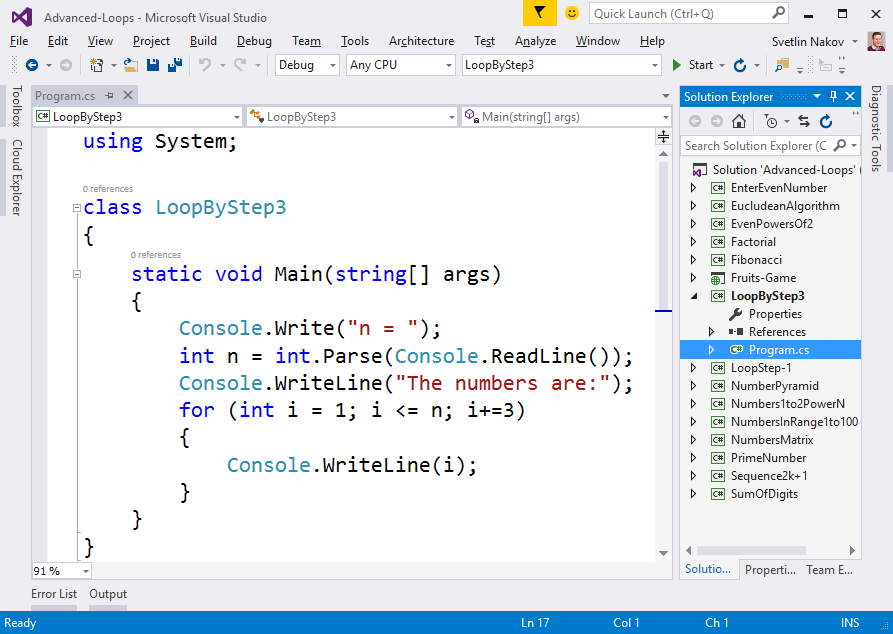 Advanced-Loops - Microsoft Visual Studio
Quick Launch (Ctrl+Q)
File Edit View Project Build Debug Team Tools Architecture Test Analyze Window Help Svetlin Nakov
Debug Any CPU LoopByStep3 Start
Toolbox
Cloud Explorer
Program.cs
C# LoopByStep3 LoopByStep3 Main(string[] args)
using System;
0 references
class LoopByStep3
{
0 references
static void Main(string[] args)
{
Console.Write("n = ");
int n = int.Parse(Console.ReadLine());
Console.WriteLine("The numbers are:");
for (int i = 1; i <= n; i+=3)
{
Console.WriteLine(i);
}
}
}
91 %
Solution Explorer
Search Solution Explorer (C
Solution 'Advanced-Loops' (
C# EnterEvenNumber
C# EucludeanAlgorithm
C# EvenPowersOf2
C# Factorial
C# Fibonacci
Fruits-Game
C# LoopByStep3
Properties
References
C# Program.cs
C# LoopStep-1
C# NumberPyramid
C# Numbers1to2PowerN
C# NumbersInRange1to100
C# NumbersMatrix
C# PrimeNumber
C# Sequence2k+1
C# SumOfDigits
Solutio... Properti... Team E...
Diagnostic Tools
Error List Output
Ready Ln 17 Col 1 Ch 1 INS